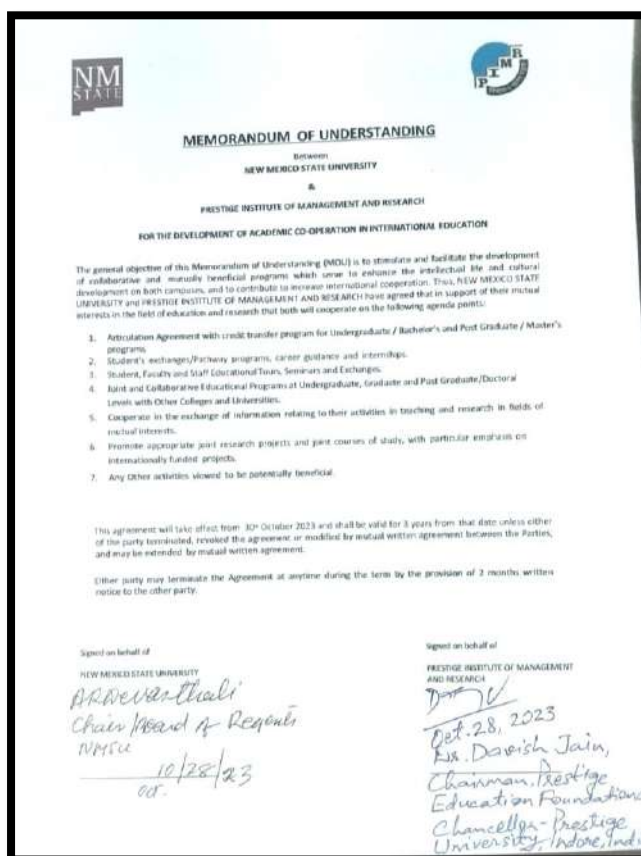 NM
STATE
PIMR
MEMORANDUM OF UNDERSTANDING
Between
NEW MEXICO STATE UNIVERSITY
&
PRESTIGE INSTITUTE OF MANAGEMENT AND RESEARCH
FOR THE DEVELOPMENT OF ACADEMIC CO-OPERATION IN INTERNATIONAL EDUCATION
The general objective of this Memorandum of Understanding (MOU) is to stimulate and facilitate the development
of collaborative and mutually beneficial programs which serve to enhance the intellectual life and cultural
development on both campuses, and to contribute to increase international cooperation. Thus, NEW MEXICO STATE
UNIVERSITY and PRESTIGE INSTITUTE OF MANAGEMENT AND RESEARCH have agreed that in support of their mutual
interests in the field of education and research that both will cooperate on the following agenda points:
1. Articulation Agreement with credit transfer program for Undergraduate / Bachelor's and Post Graduate / Master's
programs.
2. Student's exchanges/Pathway programs, career guidance and internships.
3. Student, Faculty and Staff Educational Tours, Seminars and Exchanges.
4. Joint and Collaborative Educational Programs at Undergraduate, Graduate and Post Graduate/Doctoral
Levels with Other Colleges and Universities.
5. Cooperate in the exchange of information relating to their activities in teaching and research in fields of
mutual interests.
6. Promote appropriate joint research projects and joint courses of study, with particular emphasis on
internationally funded projects.
7. Any Other activities viewed to be potentially beneficial.
This agreement will take effect from 30th October 2023 and shall be valid for 3 years from that date unless either
of the party terminated, revoked the agreement or modified by mutual written agreement between the Parties,
and may be extended by mutual written agreement.
Either party may terminate the Agreement at anytime during the term by the provision of 2 months written
notice to the other party.
Signed on behalf of
NEW MEXICO STATE UNIVERSITY
ARDevasthali
Chair/Board of Regents
NMSU
10/28/23
Oct.
Signed on behalf of
PRESTIGE INSTITUTE OF MANAGEMENT
AND RESEARCH
Oct. 28, 2023
Dr. Davish Jain,
Chairman, Prestige
Education Foundation
Chancellor - Prestige
University, Indore, Indi